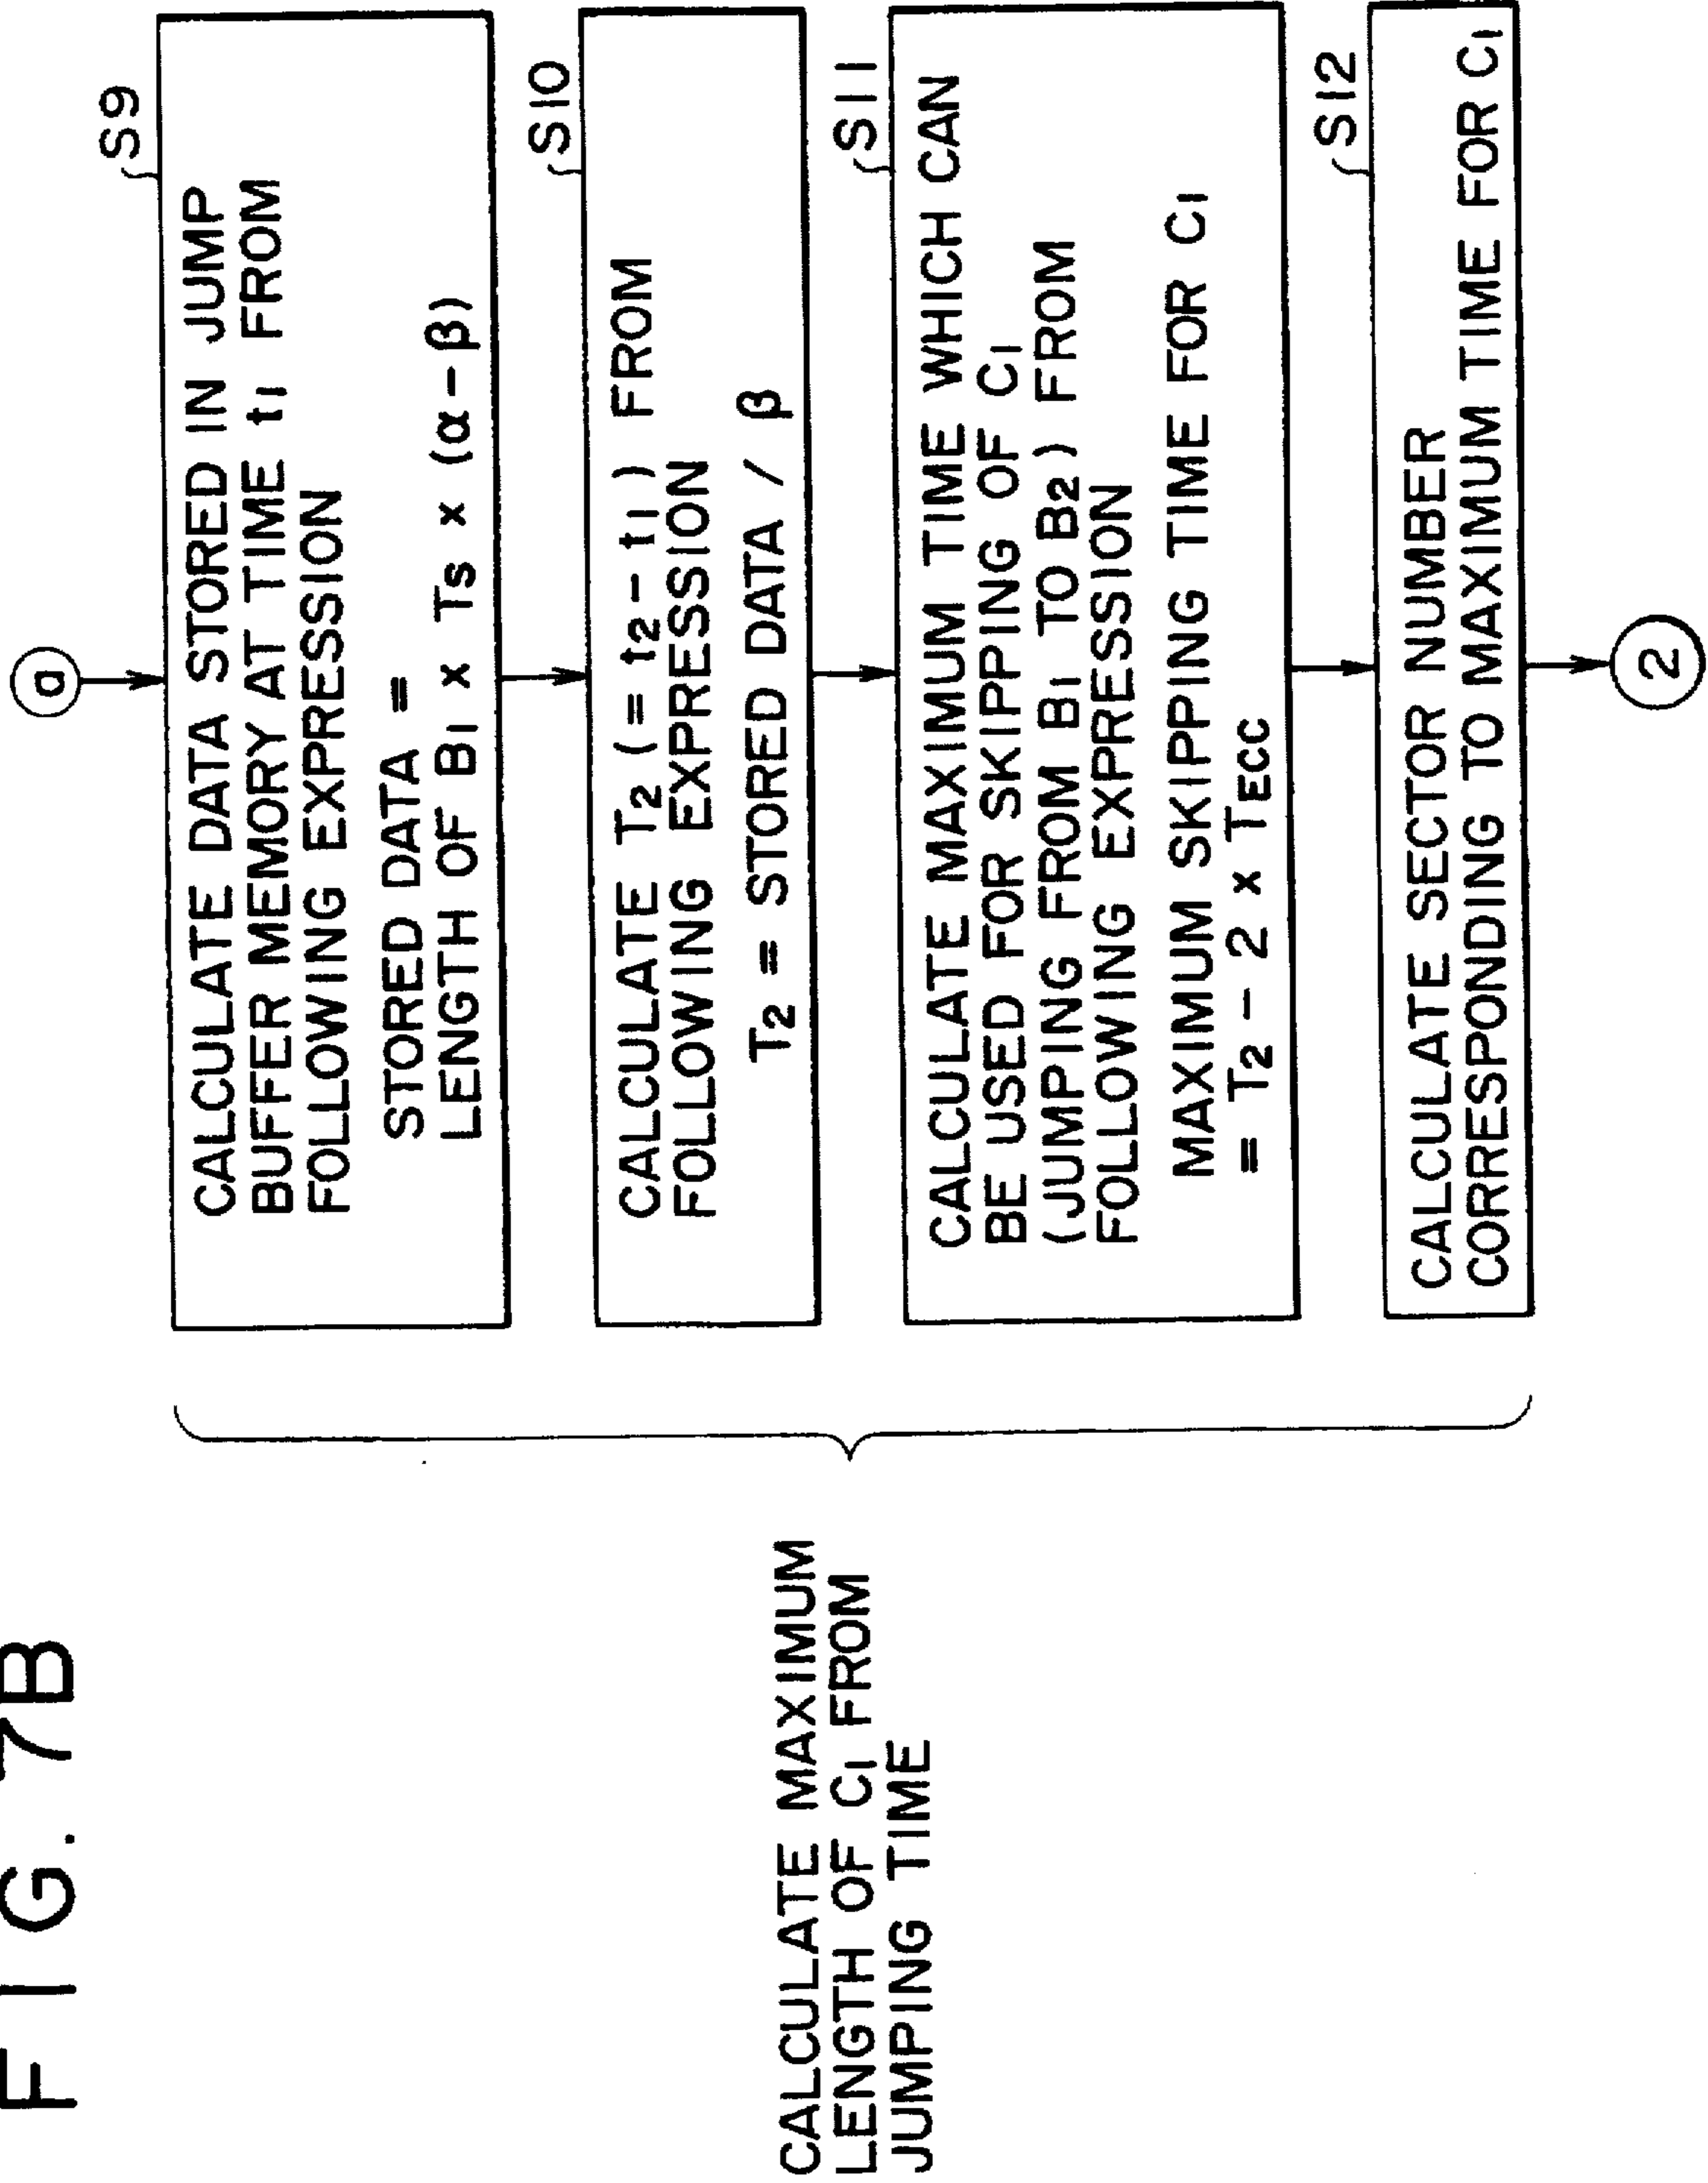 FIG. 7B
a
S9
CALCULATE DATA STORED IN JUMP
BUFFER MEMORY AT TIME t1 FROM
FOLLOWING EXPRESSION
STORED DATA =
LENGTH OF B1 x Ts x (α-β)
S10
CALCULATE T2 (= t2 - t1) FROM
FOLLOWING EXPRESSION
T2 = STORED DATA / β
S11
CALCULATE MAXIMUM TIME WHICH CAN
BE USED FOR SKIPPING OF C1
(JUMPING FROM B1 TO B2) FROM
FOLLOWING EXPRESSION
MAXIMUM SKIPPING TIME FOR C1
= T2 - 2 x TECC
S12
CALCULATE SECTOR NUMBER
CORRESPONDING TO MAXIMUM TIME FOR C1
2
CALCULATE MAXIMUM
LENGTH OF C1 FROM
JUMPING TIME